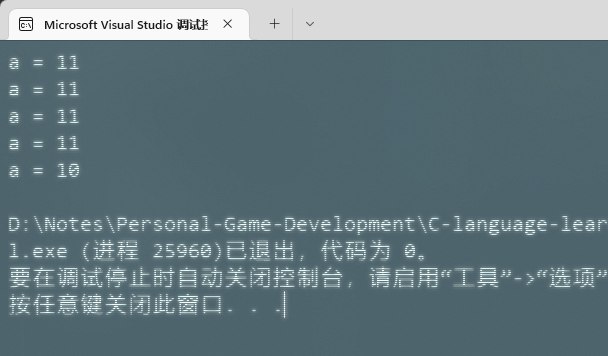 Microsoft Visual Studio 调试
a = 11
a = 11
a = 11
a = 11
a = 10
D:\Notes\Personal-Game-Development\C-language-lear
1.exe (进程 25960)已退出，代码为 0。
要在调试停止时自动关闭控制台，请启用“工具”->“选项”
按任意键关闭此窗口. . .